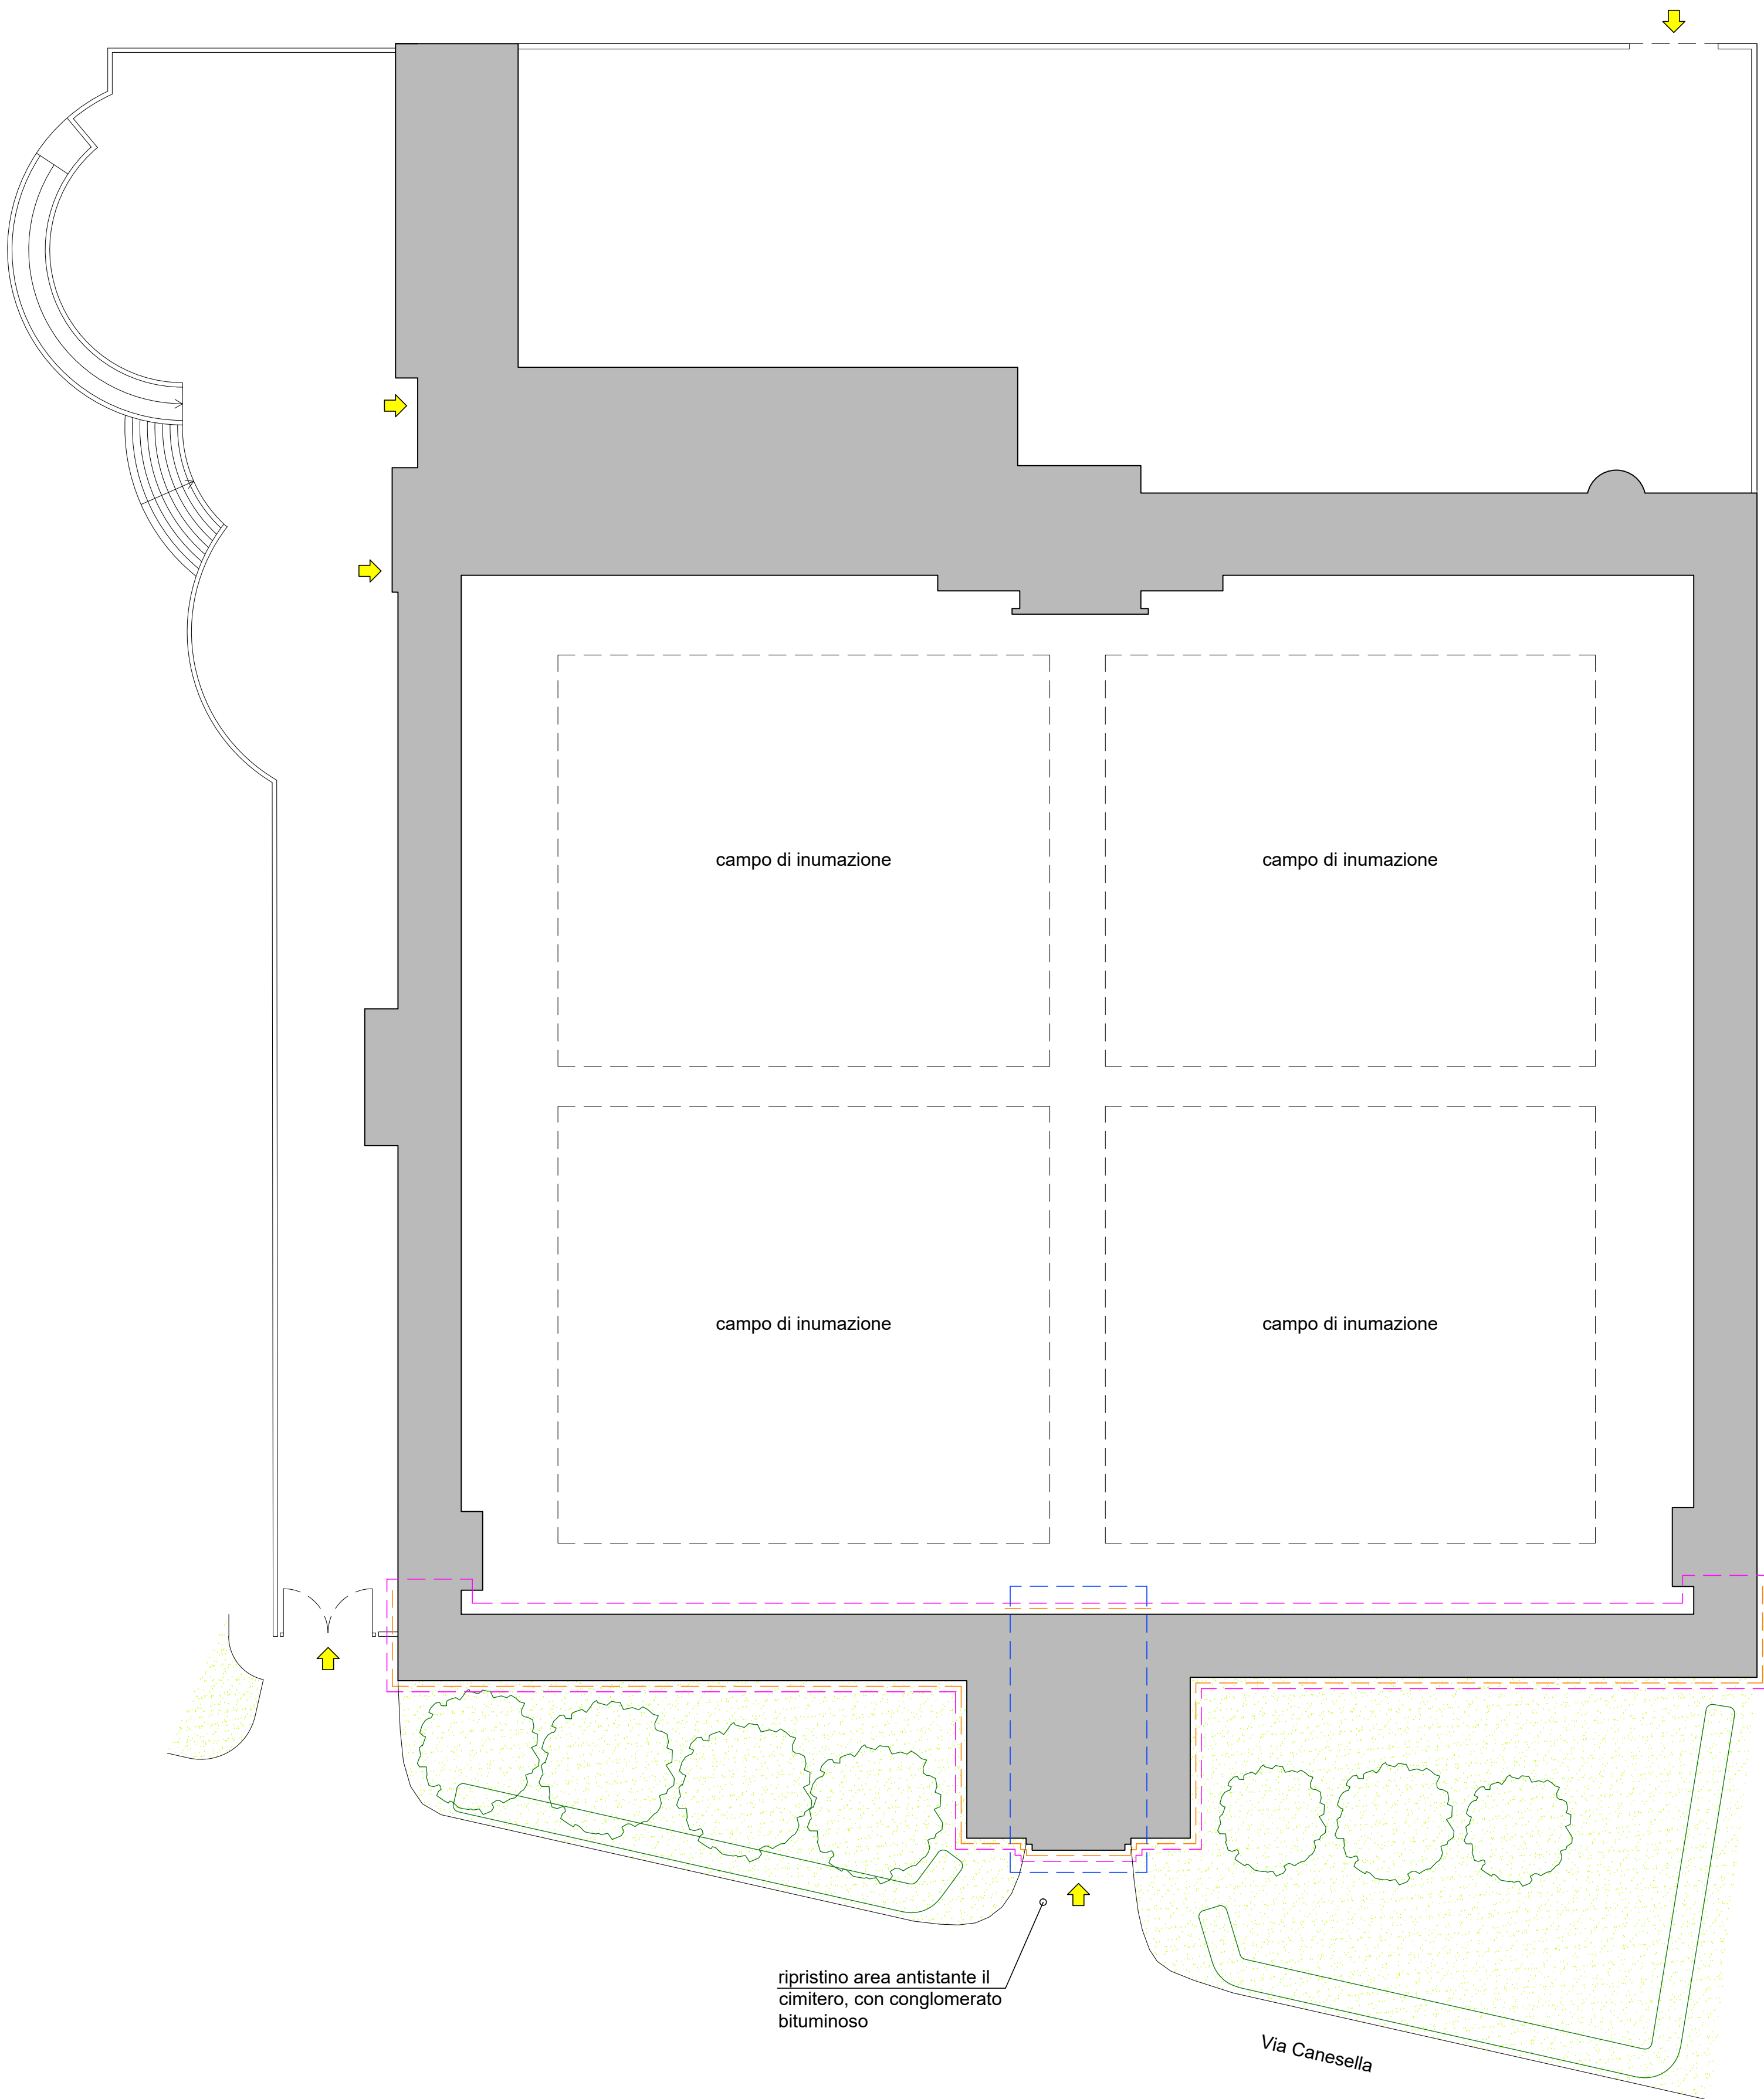 campo di inumazione
campo di inumazione
campo di inumazione
campo di inumazione
ripristino area antistante il
cimitero, con conglomerato
bituminoso
Via Canesella